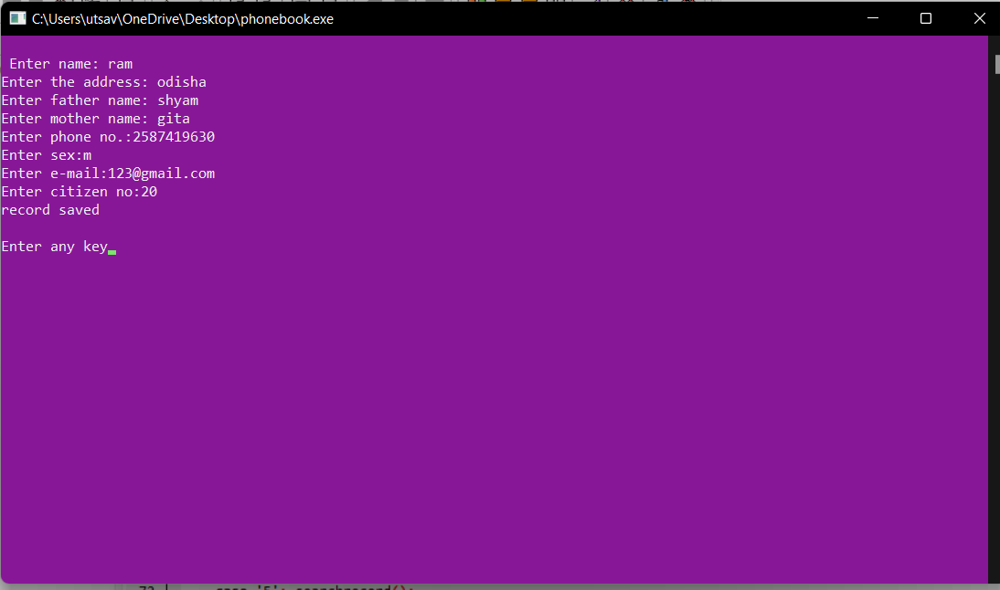 C:\Users\utsav\OneDrive\Desktop\phonebook.exe
Enter name: ram
Enter the address: odisha
Enter father name: shyam
Enter mother name: gita
Enter phone no.:2587419630
Enter sex:m
Enter e-mail:123@gmail.com
Enter citizen no:20
record saved
Enter any key